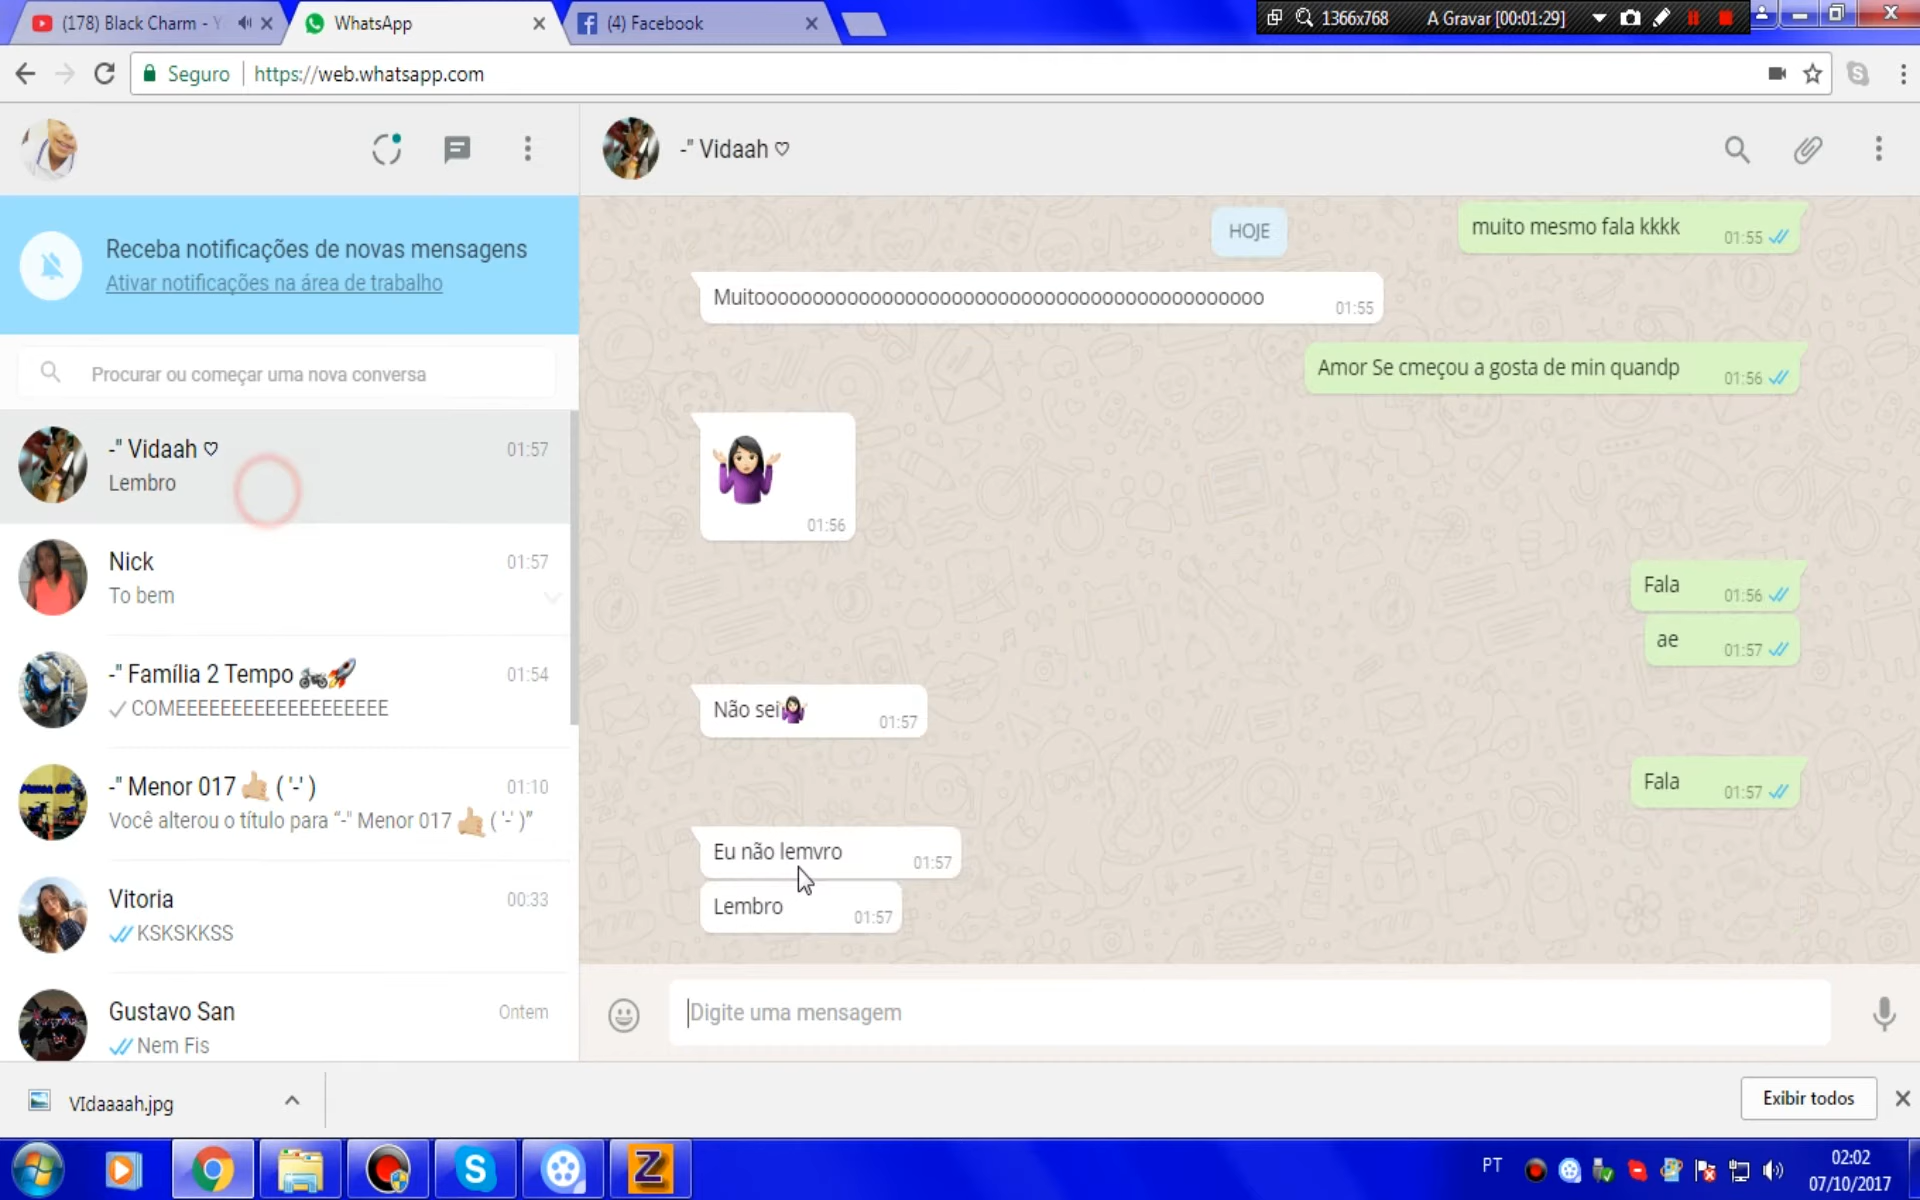 (178) Black Charm - Y
WhatsApp
(4) Facebook
1366x768
A Gravar [00:01:29]
Seguro
https://web.whatsapp.com
-" Vidaah ♡
Receba notificações de novas mensagens
Ativar notificações na área de trabalho
Procurar ou começar uma nova conversa
-" Vidaah ♡ 01:57
Lembro
Nick 01:57
To bem
-" Família 2 Tempo 🏍🚀 01:54
COMEEEEEEEEEEEEEEEEEEE
-" Menor 017 🤙🏼 ( '-' ) 01:10
Você alterou o título para “-" Menor 017 🤙🏼 ( '-' )”
Vitoria 00:33
KSKSKKSS
Gustavo San Ontem
Nem Fis
HOJE
muito mesmo fala kkkk 01:55
Muitoooooooooooooooooooooooooooooooooooooooooooo 01:55
Amor Se cmeçou a gosta de min quandp 01:56
🤷🏻‍♀️ 01:56
Fala 01:56
ae 01:57
Não sei🤷🏻‍♀️ 01:57
Fala 01:57
Eu não lemvro 01:57
Lembro 01:57
Digite uma mensagem
VIdaaaah.jpg
Exibir todos
PT
02:02
07/10/2017